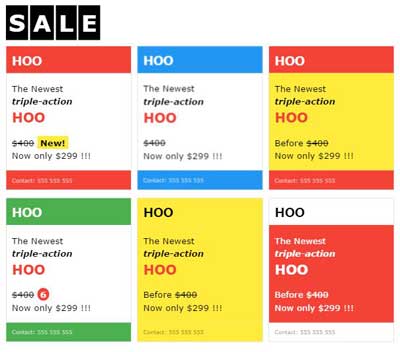 SALE
HOO
The Newest
triple-action
HOO
$400 New!
Now only $299 !!!
Contact: 555 555 555
HOO
The Newest
triple-action
HOO
$400
Now only $299 !!!
Contact: 555 555 555
HOO
The Newest
triple-action
HOO
Before $400
Now only $299 !!!
Contact: 555 555 555
HOO
The Newest
triple-action
HOO
$400 6
Now only $299 !!!
Contact: 555 555 555
HOO
The Newest
triple-action
HOO
Before $400
Now only $299 !!!
Contact: 555 555 555
HOO
The Newest
triple-action
HOO
Before $400
Now only $299 !!!
Contact: 555 555 555